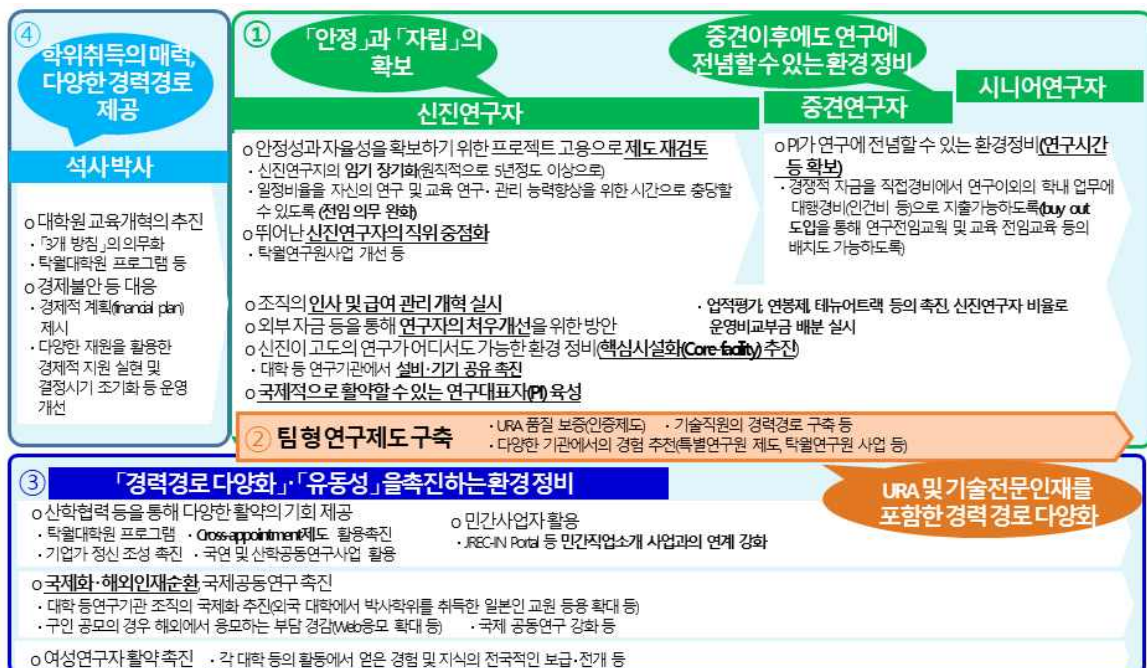 ④
학위취득의 매력,
다양한 경력경로
제공
석사박사
o 대학원 교육개혁의 추진
· 「3개 방침」의 의무화
· 탁월대학원 프로그램 등
o 경제불안 등 대응
· 경제적 계획(financial plan)
제시
· 다양한 재원을 활용한
경제적 지원 실현 및
결정시기 조기화 등 운영
개선
①
「안정」과 「자립」의
확보
중견이후에도 연구에
전념할 수 있는 환경 정비
신진연구자
중견연구자
시니어연구자
o 안정성과 자율성을 확보하기 위한 프로젝트 고용으로 제도 재검토
· 신진연구지의 임기 장기화(원칙적으로 5년정도 이상으로)
· 일정비율을 자신의 연구 및 교육 연구· 관리 능력향상을 위한 시간으로 충당할
수 있도록 (전임 의무 완화)
o 뛰어난 신진연구자의 직위 중점화
· 탁월연구원사업 개선 등
o PI가 연구에 전념할 수 있는 환경정비(연구시간
등 확보)
· 경쟁적 자금을 직접경비에서 연구이외의 학내 업무에
대행경비(인건비 등)으로 지출가능하도록(buy out
도입을 통해 연구전임교원 및 교육 전임교육 등의
배치도 가능하도록)
o 조직의 인사 및 급여 관리 개혁 실시
· 업적평가, 연봉제, 테뉴어트랙 등의 촉진, 신진연구자 비율로
운영비교부금 배분 실시
o 외부 자금 등을 통해 연구자의 처우개선을 위한 방안
o 신진이 고도의 연구가 어디서도 가능한 환경 정비(핵심시설화(Core-facility) 추진)
· 대학 등 연구기관에서 설비·기기 공유 촉진
o 국제적으로 활약할 수 있는 연구대표자(PI) 육성
② 팀형 연구제도 구축
· URA 품질 보증(인증제도) · 기술직원의 경력경로 구축 등
· 다양한 기관에서의 경험 추천(특별연구원 제도, 탁월연구원 사업 등)
③ 「경력경로 다양화」·「유동성」을촉진하는 환경 정비
URA 및 기술전문인재를
포함한 경력 경로 다양화
o 산학협력 등을 통해 다양한 활약의 기회 제공
· 탁월대학원 프로그램 · Cross-appointment제도 활용촉진
· 기업가 정신 조성 촉진 · 국연 및 산학공동연구사업 활용
o 민간사업자 활용
· JREC-IN Portal 등 민간직업소개 사업과의 연계 강화
o 국제화·해외인재순환, 국제공동연구 촉진
· 대학 등연구기관 조직의 국제화 추진(외국 대학에서 박사학위를 취득한 일본인 교원 등용 확대 등)
· 구인 공모의 경우 해외에서 응모하는 부담 경감(Web응모 확대 등) · 국제 공동연구 강화 등
o 여성연구자 활약 촉진 · 각 대학 등의 활동에서 얻은 경험 및 지식의 전국적인 보급·전개 등